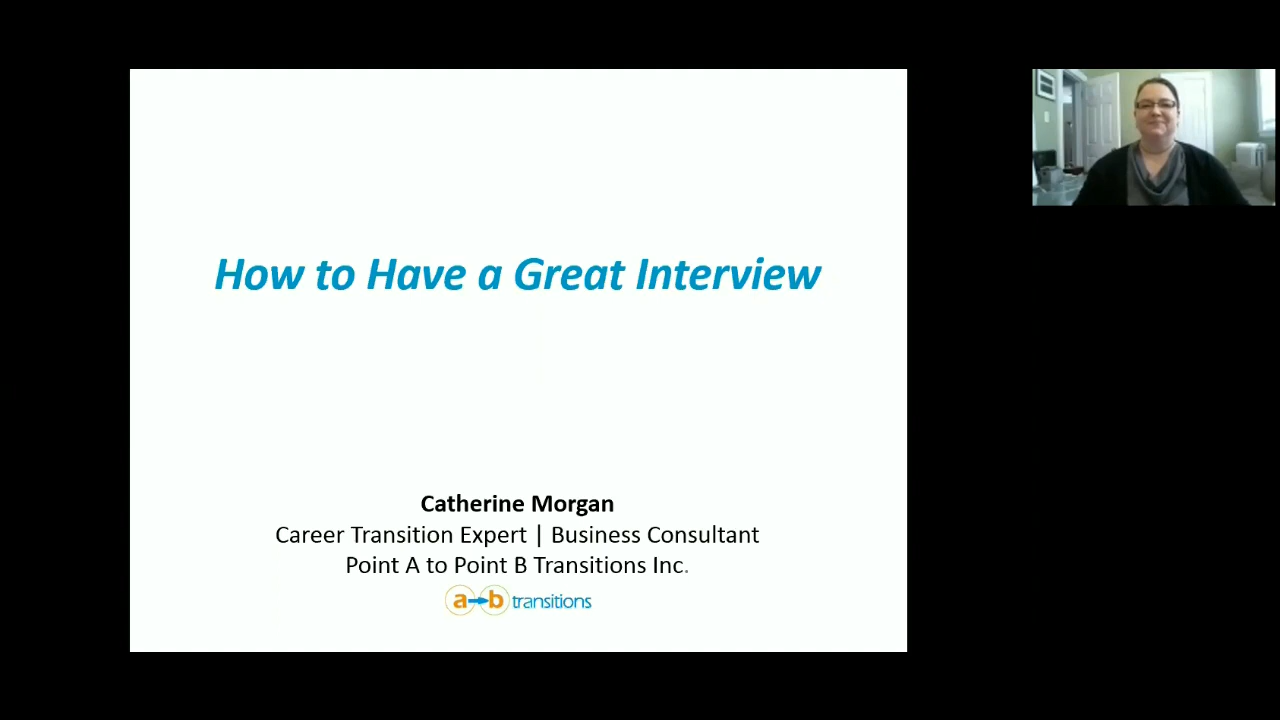 How to Have a Great Interview
Catherine Morgan
Career Transition Expert | Business Consultant
Point A to Point B Transitions Inc.
a b transitions